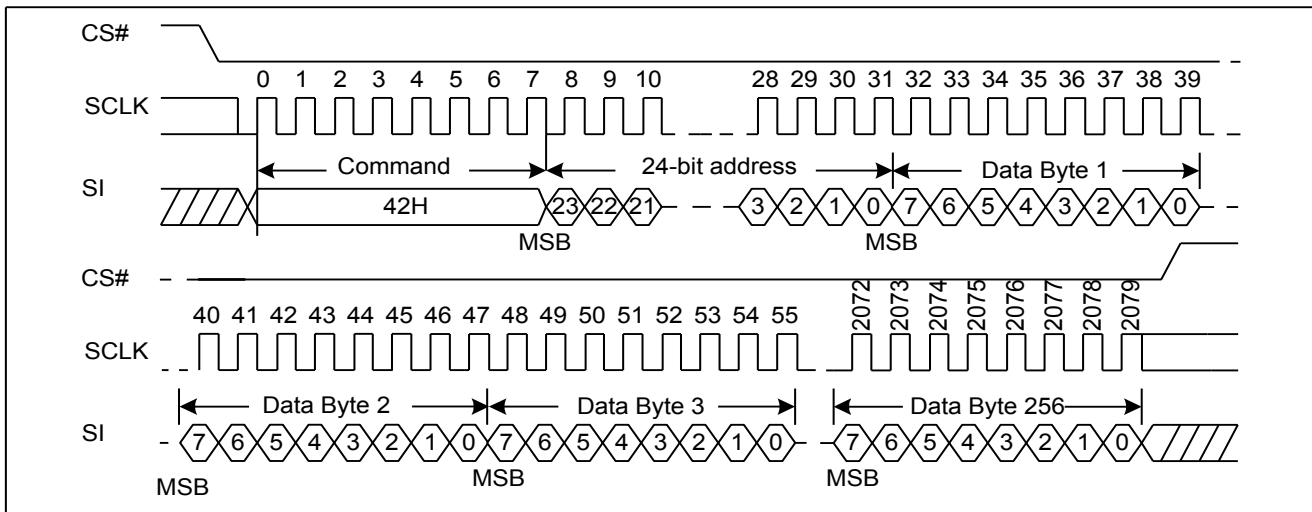 CS#
0 1 2 3 4 5 6 7 8 9 10 28 29 30 31 32 33 34 35 36 37 38 39
SCLK
Command 24-bit address Data Byte 1
SI
42H 23 22 21 3 2 1 0 7 6 5 4 3 2 1 0
MSB MSB
CS#
40 41 42 43 44 45 46 47 48 49 50 51 52 53 54 55 2072 2073 2074 2075 2076 2077 2078 2079
SCLK
Data Byte 2 Data Byte 3 Data Byte 256
SI 7 6 5 4 3 2 1 0 7 6 5 4 3 2 1 0 7 6 5 4 3 2 1 0
MSB MSB MSB